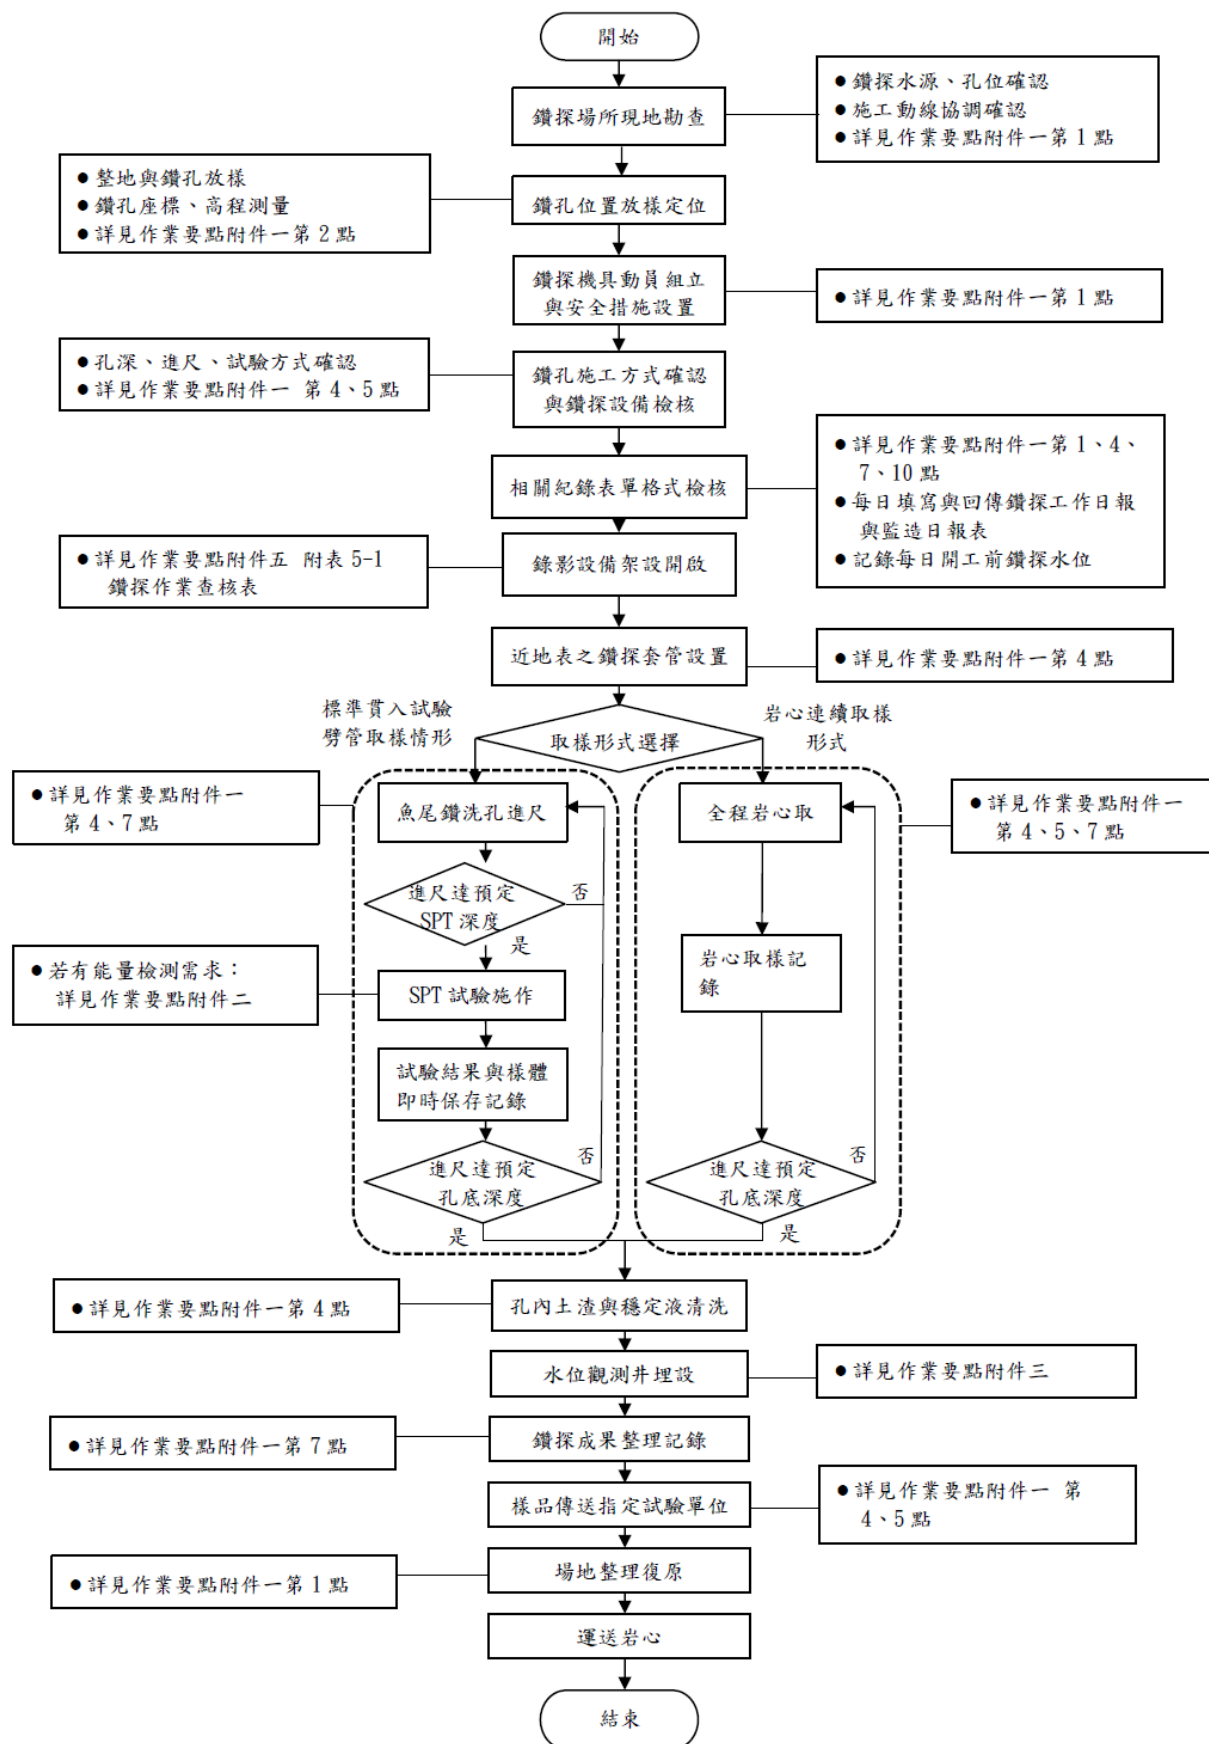 開始
鑽探場所現地勘查
●鑽探水源、孔位確認
●施工動線協調確認
●詳見作業要點附件一第1點
●整地與鑽孔放樣
●鑽孔座標、高程測量
●詳見作業要點附件一第2點
鑽孔位置放樣定位
鑽探機具動員組立
與安全措施設置
●詳見作業要點附件一第1點
●孔深、進尺、試驗方式確認
●詳見作業要點附件一 第4、5點
鑽孔施工方式確認
與鑽探設備檢核
相關紀錄表單格式檢核
●詳見作業要點附件一第1、4、
7、10點
●每日填寫與回傳鑽探工作日報
與監造日報表
●記錄每日開工前鑽探水位
●詳見作業要點附件五 附表5-1
鑽探作業查核表
錄影設備架設開啟
近地表之鑽探套管設置
●詳見作業要點附件一第4點
標準貫入試驗
劈管取樣情形
取樣形式選擇
岩心連續取樣
形式
●詳見作業要點附件一
第4、7點
魚尾鑽洗孔進尺
進尺達預定
SPT深度
否
是
●若有能量檢測需求：
詳見作業要點附件二
SPT試驗施作
試驗結果與樣體
即時保存記錄
進尺達預定
孔底深度
否
是
全程岩心取
●詳見作業要點附件一
第4、5、7點
岩心取樣記
錄
進尺達預定
孔底深度
否
是
●詳見作業要點附件一第4點
孔內土渣與穩定液清洗
水位觀測井埋設
●詳見作業要點附件三
●詳見作業要點附件一第7點
鑽探成果整理記錄
樣品傳送指定試驗單位
●詳見作業要點附件一 第
4、5點
●詳見作業要點附件一第1點
場地整理復原
運送岩心
結束